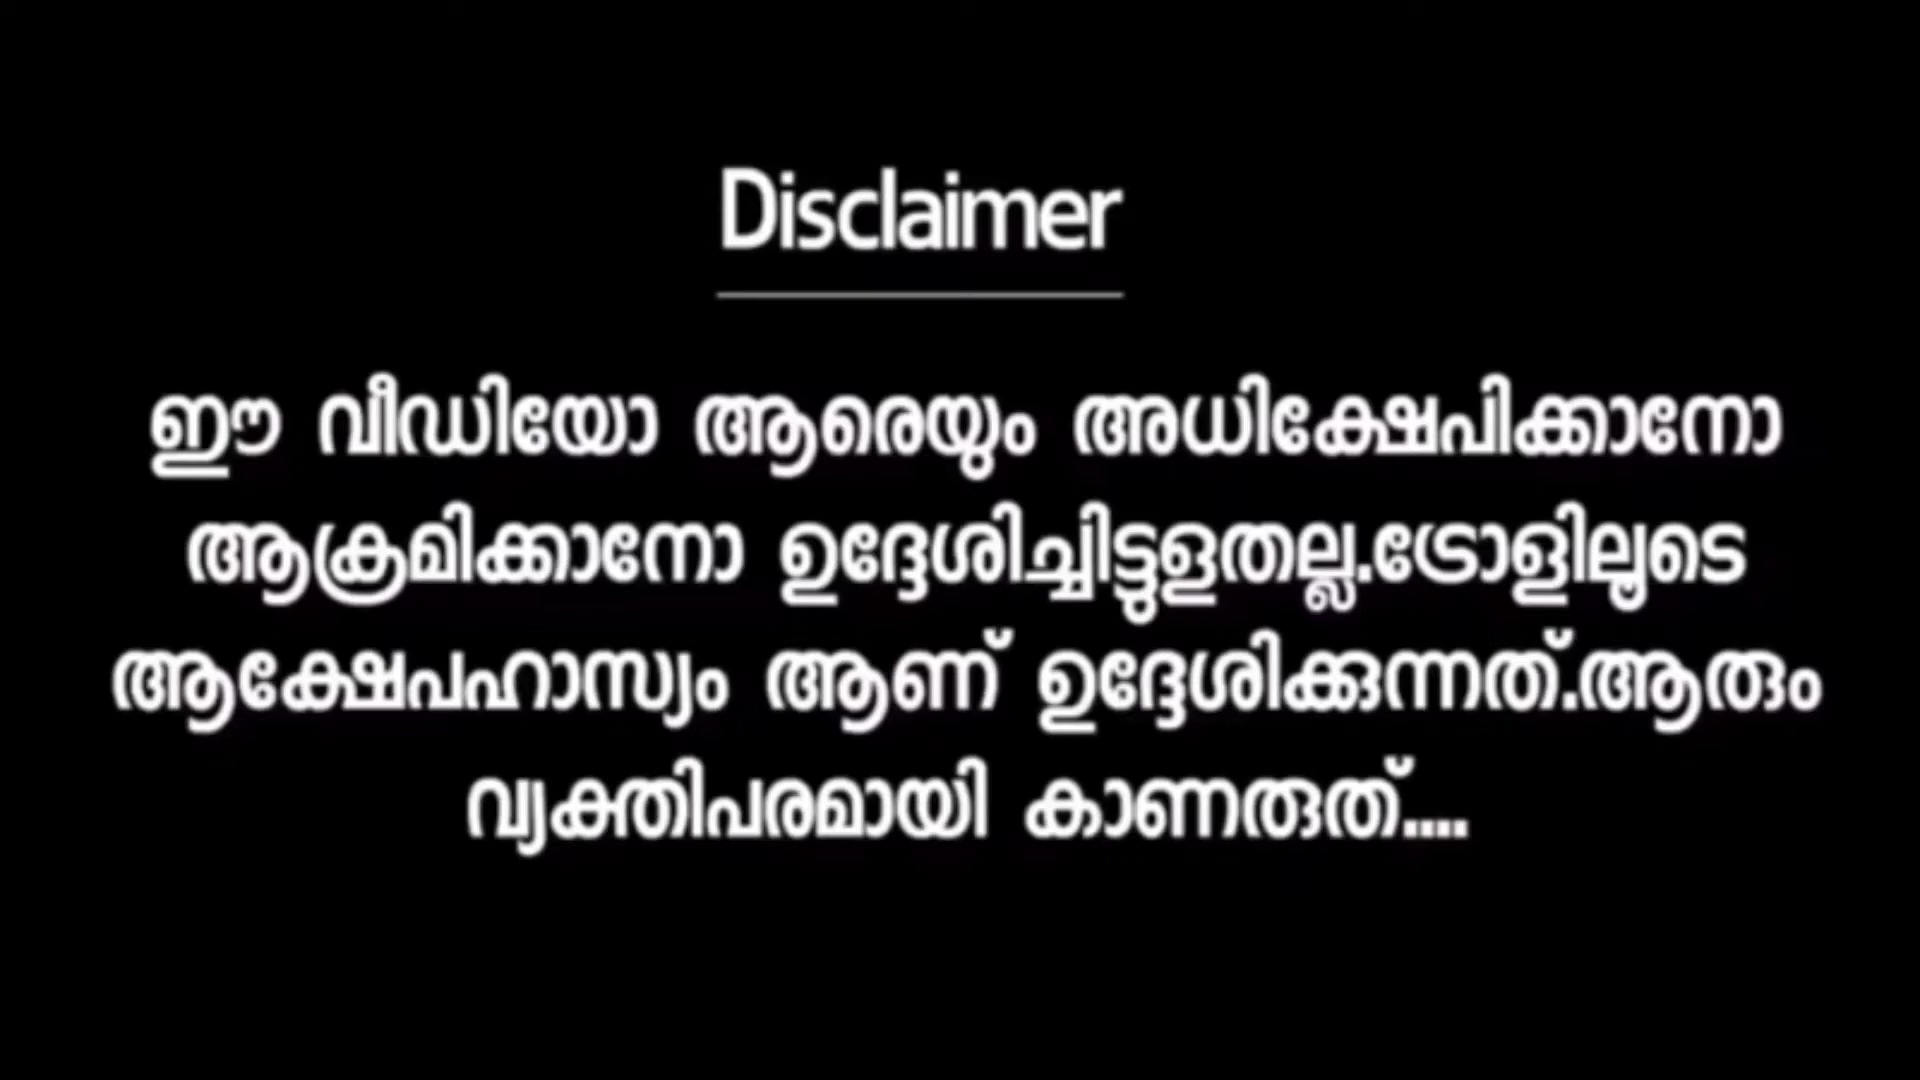 Disclaimer
ഈ വീഡിയോ ആരെയും അധിക്ഷേപിക്കാനോ
ആക്രമിക്കാനോ ഉദ്ദേശിച്ചിട്ടുളതല്ല.ട്രോളിലൂടെ
ആക്ഷേപഹാസ്യം ആണ് ഉദ്ദേശിക്കുന്നത്.ആരും
വ്യക്തിപരമായി കാണരുത്....